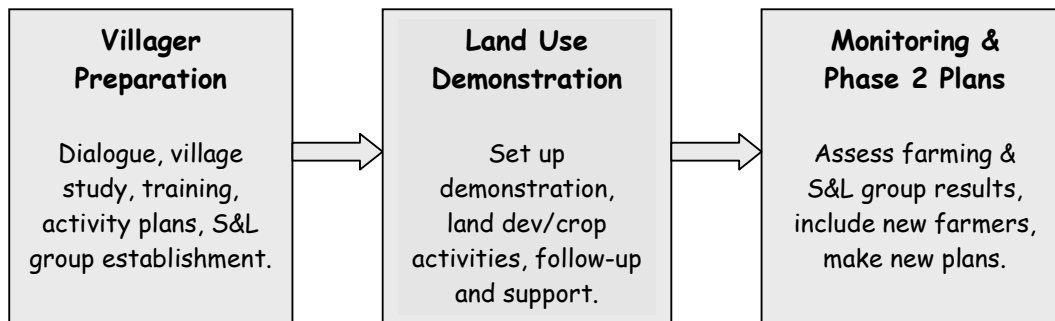 Villager
Preparation
Dialogue, village
study, training,
activity plans, S&L
group establishment.
Land Use
Demonstration
Set up
demonstration,
land dev/crop
activities, follow-up
and support.
Monitoring &
Phase 2 Plans
Assess farming &
S&L group results,
include new farmers,
make new plans.